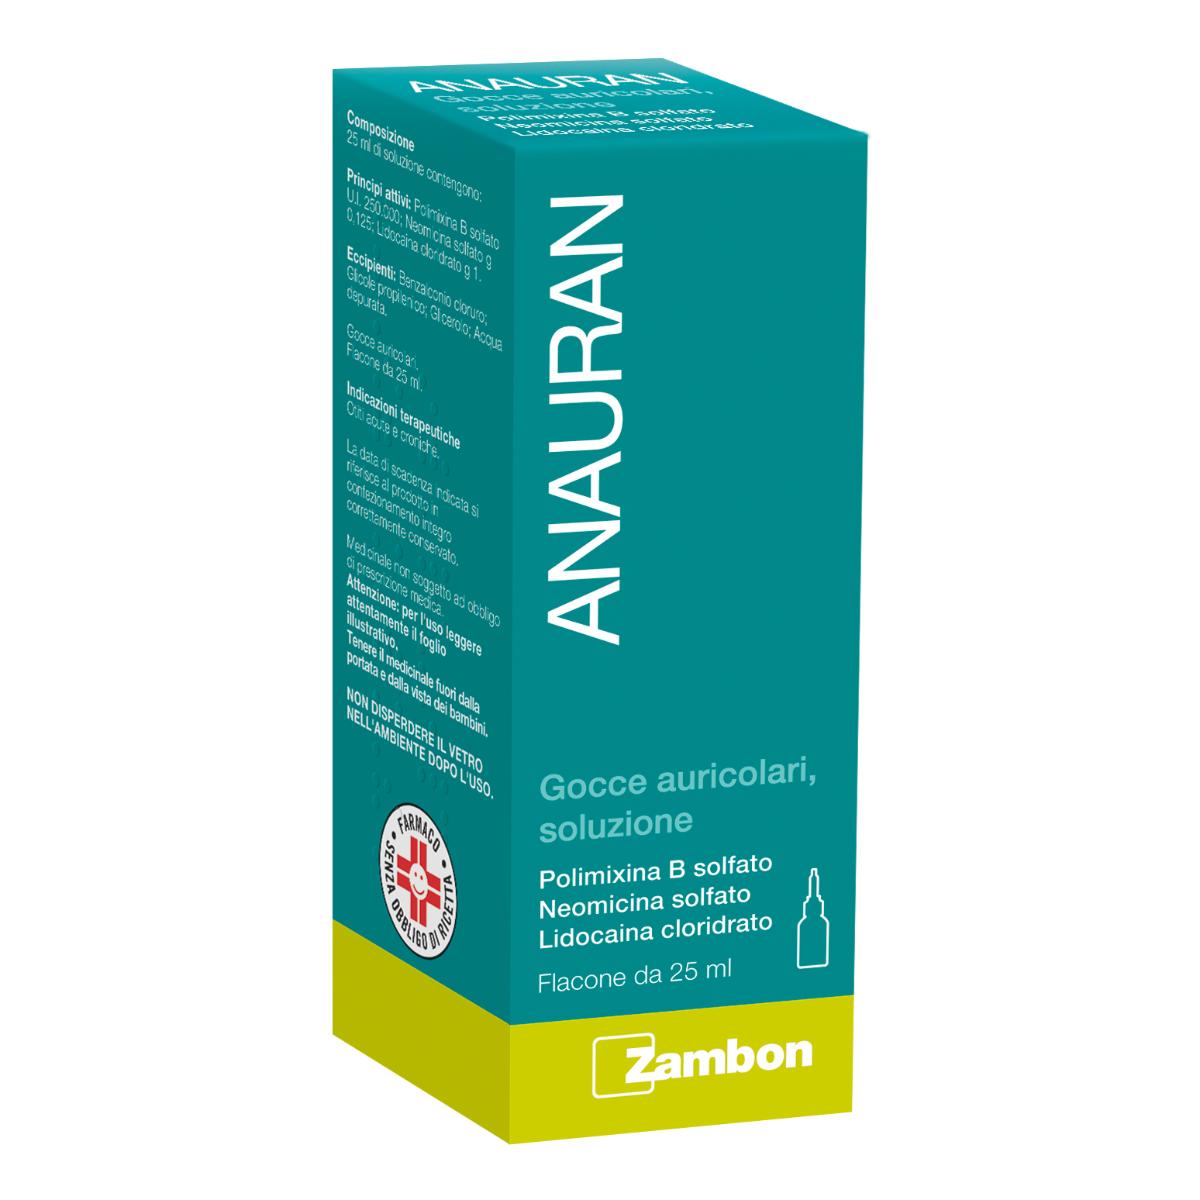 ANAURAN
Gocce auricolari,
soluzione
Polimixina B solfato
Neomicina solfato
Lidocaina cloridrato
Composizione
25 ml di soluzione contengono:
Principi attivi: Polimixina B solfato
U.I. 250.000; Neomicina solfato g
0,125; Lidocaina cloridrato g 1.
Eccipienti: Benzalconio cloruro;
Glicole propilenico; Glicerolo; Acqua
depurata.
Gocce auricolari.
Flacone da 25 ml.
Indicazioni terapeutiche
Otiti acute e croniche.
La data di scadenza indicata si
riferisce al prodotto in
confezionamento integro
correttamente conservato.
Medicinale non soggetto ad obbligo
di prescrizione medica.
Attenzione: per l'uso leggere
attentamente il foglio
illustrativo.
Tenere il medicinale fuori dalla
portata e dalla vista dei bambini.
NON DISPERDERE IL VETRO
NELL'AMBIENTE DOPO L'USO.
FARMACO
SENZA OBBLIGO DI RICETTA
ANAURAN
Gocce auricolari,
soluzione
Polimixina B solfato
Neomicina solfato
Lidocaina cloridrato
Flacone da 25 ml
Zambon